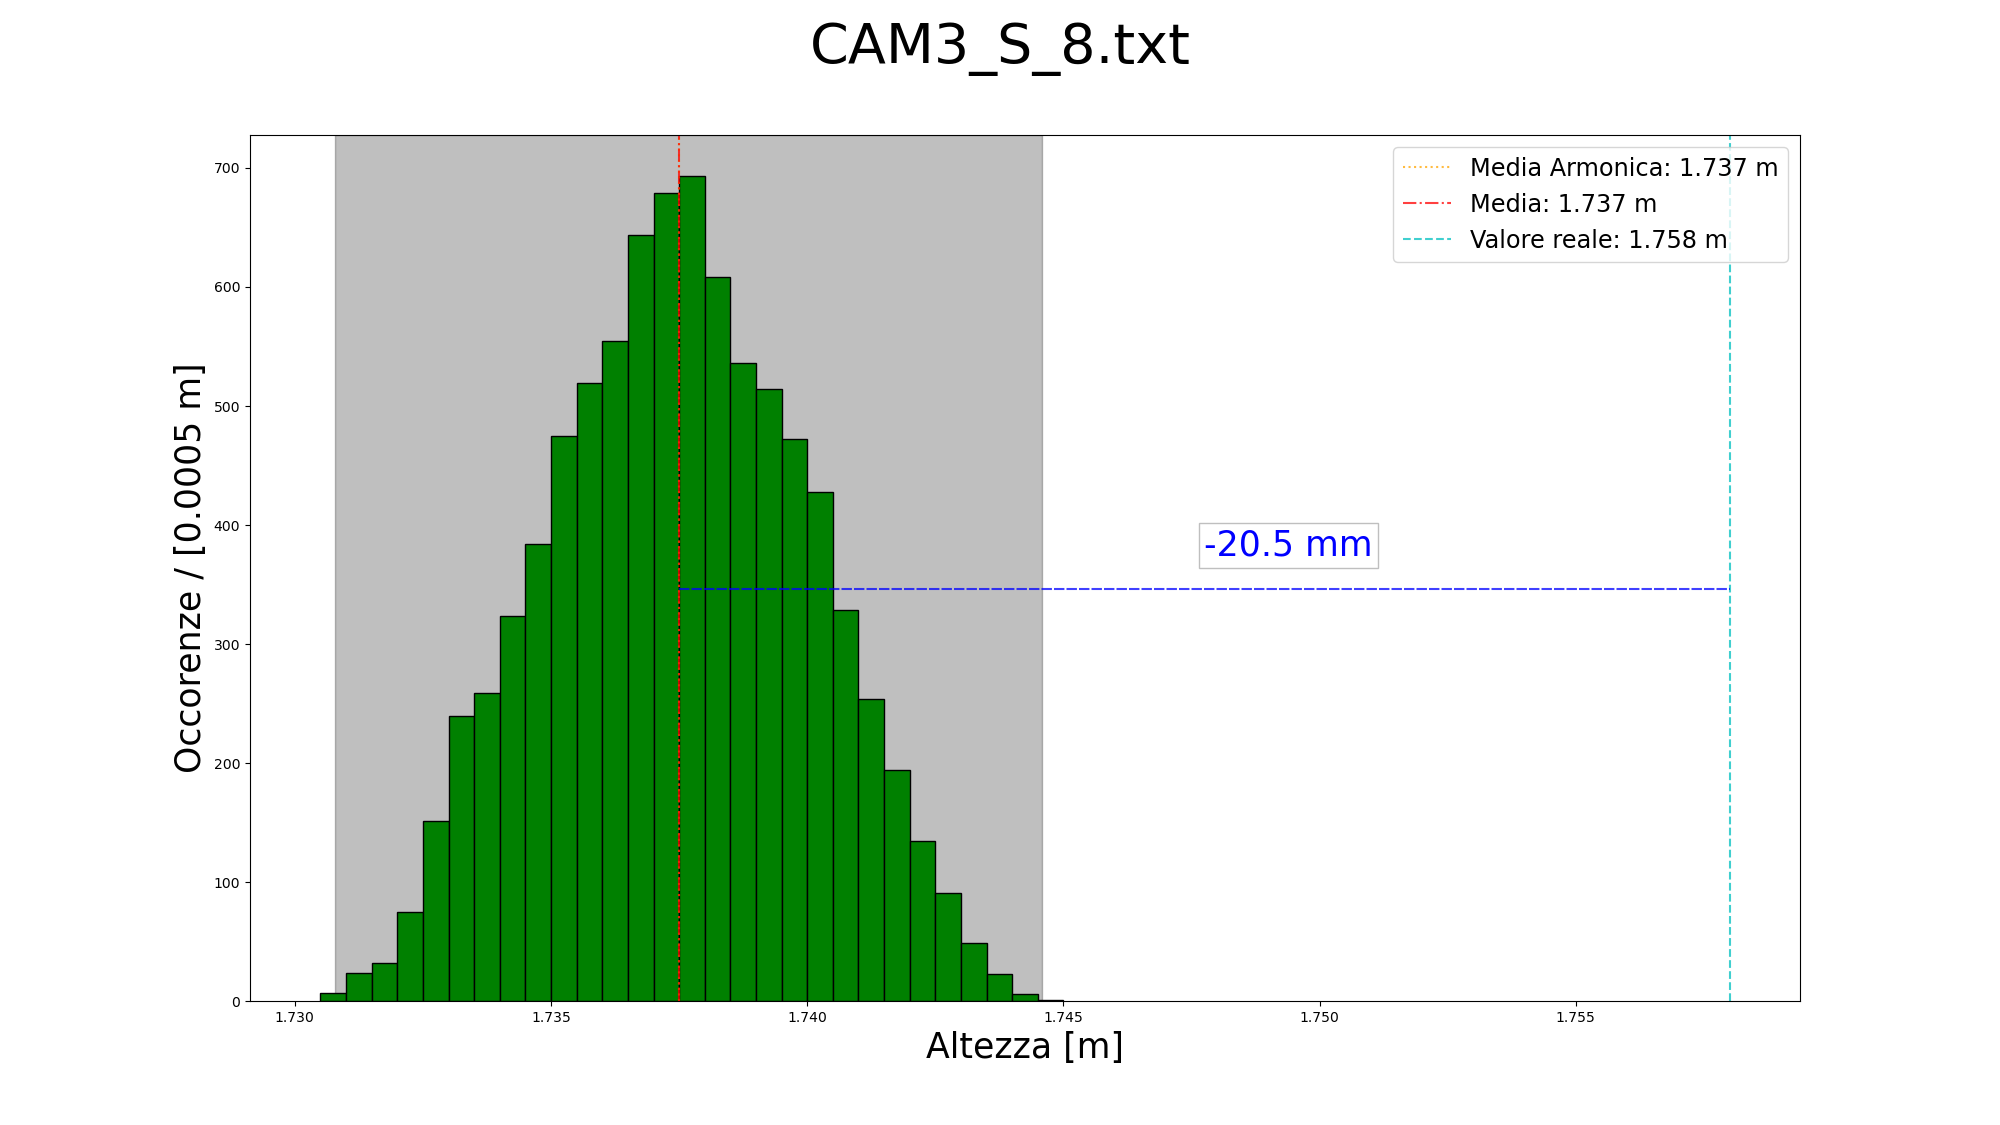 CAM3_S_8.txt
Media Armonica: 1.737 m
Media: 1.737 m
Valore reale: 1.758 m
-20.5 mm
Occorenze / [0.0005 m]
700
600
500
400
300
200
100
0
1.730 1.735 1.740 1.745 1.750 1.755
Altezza [m]